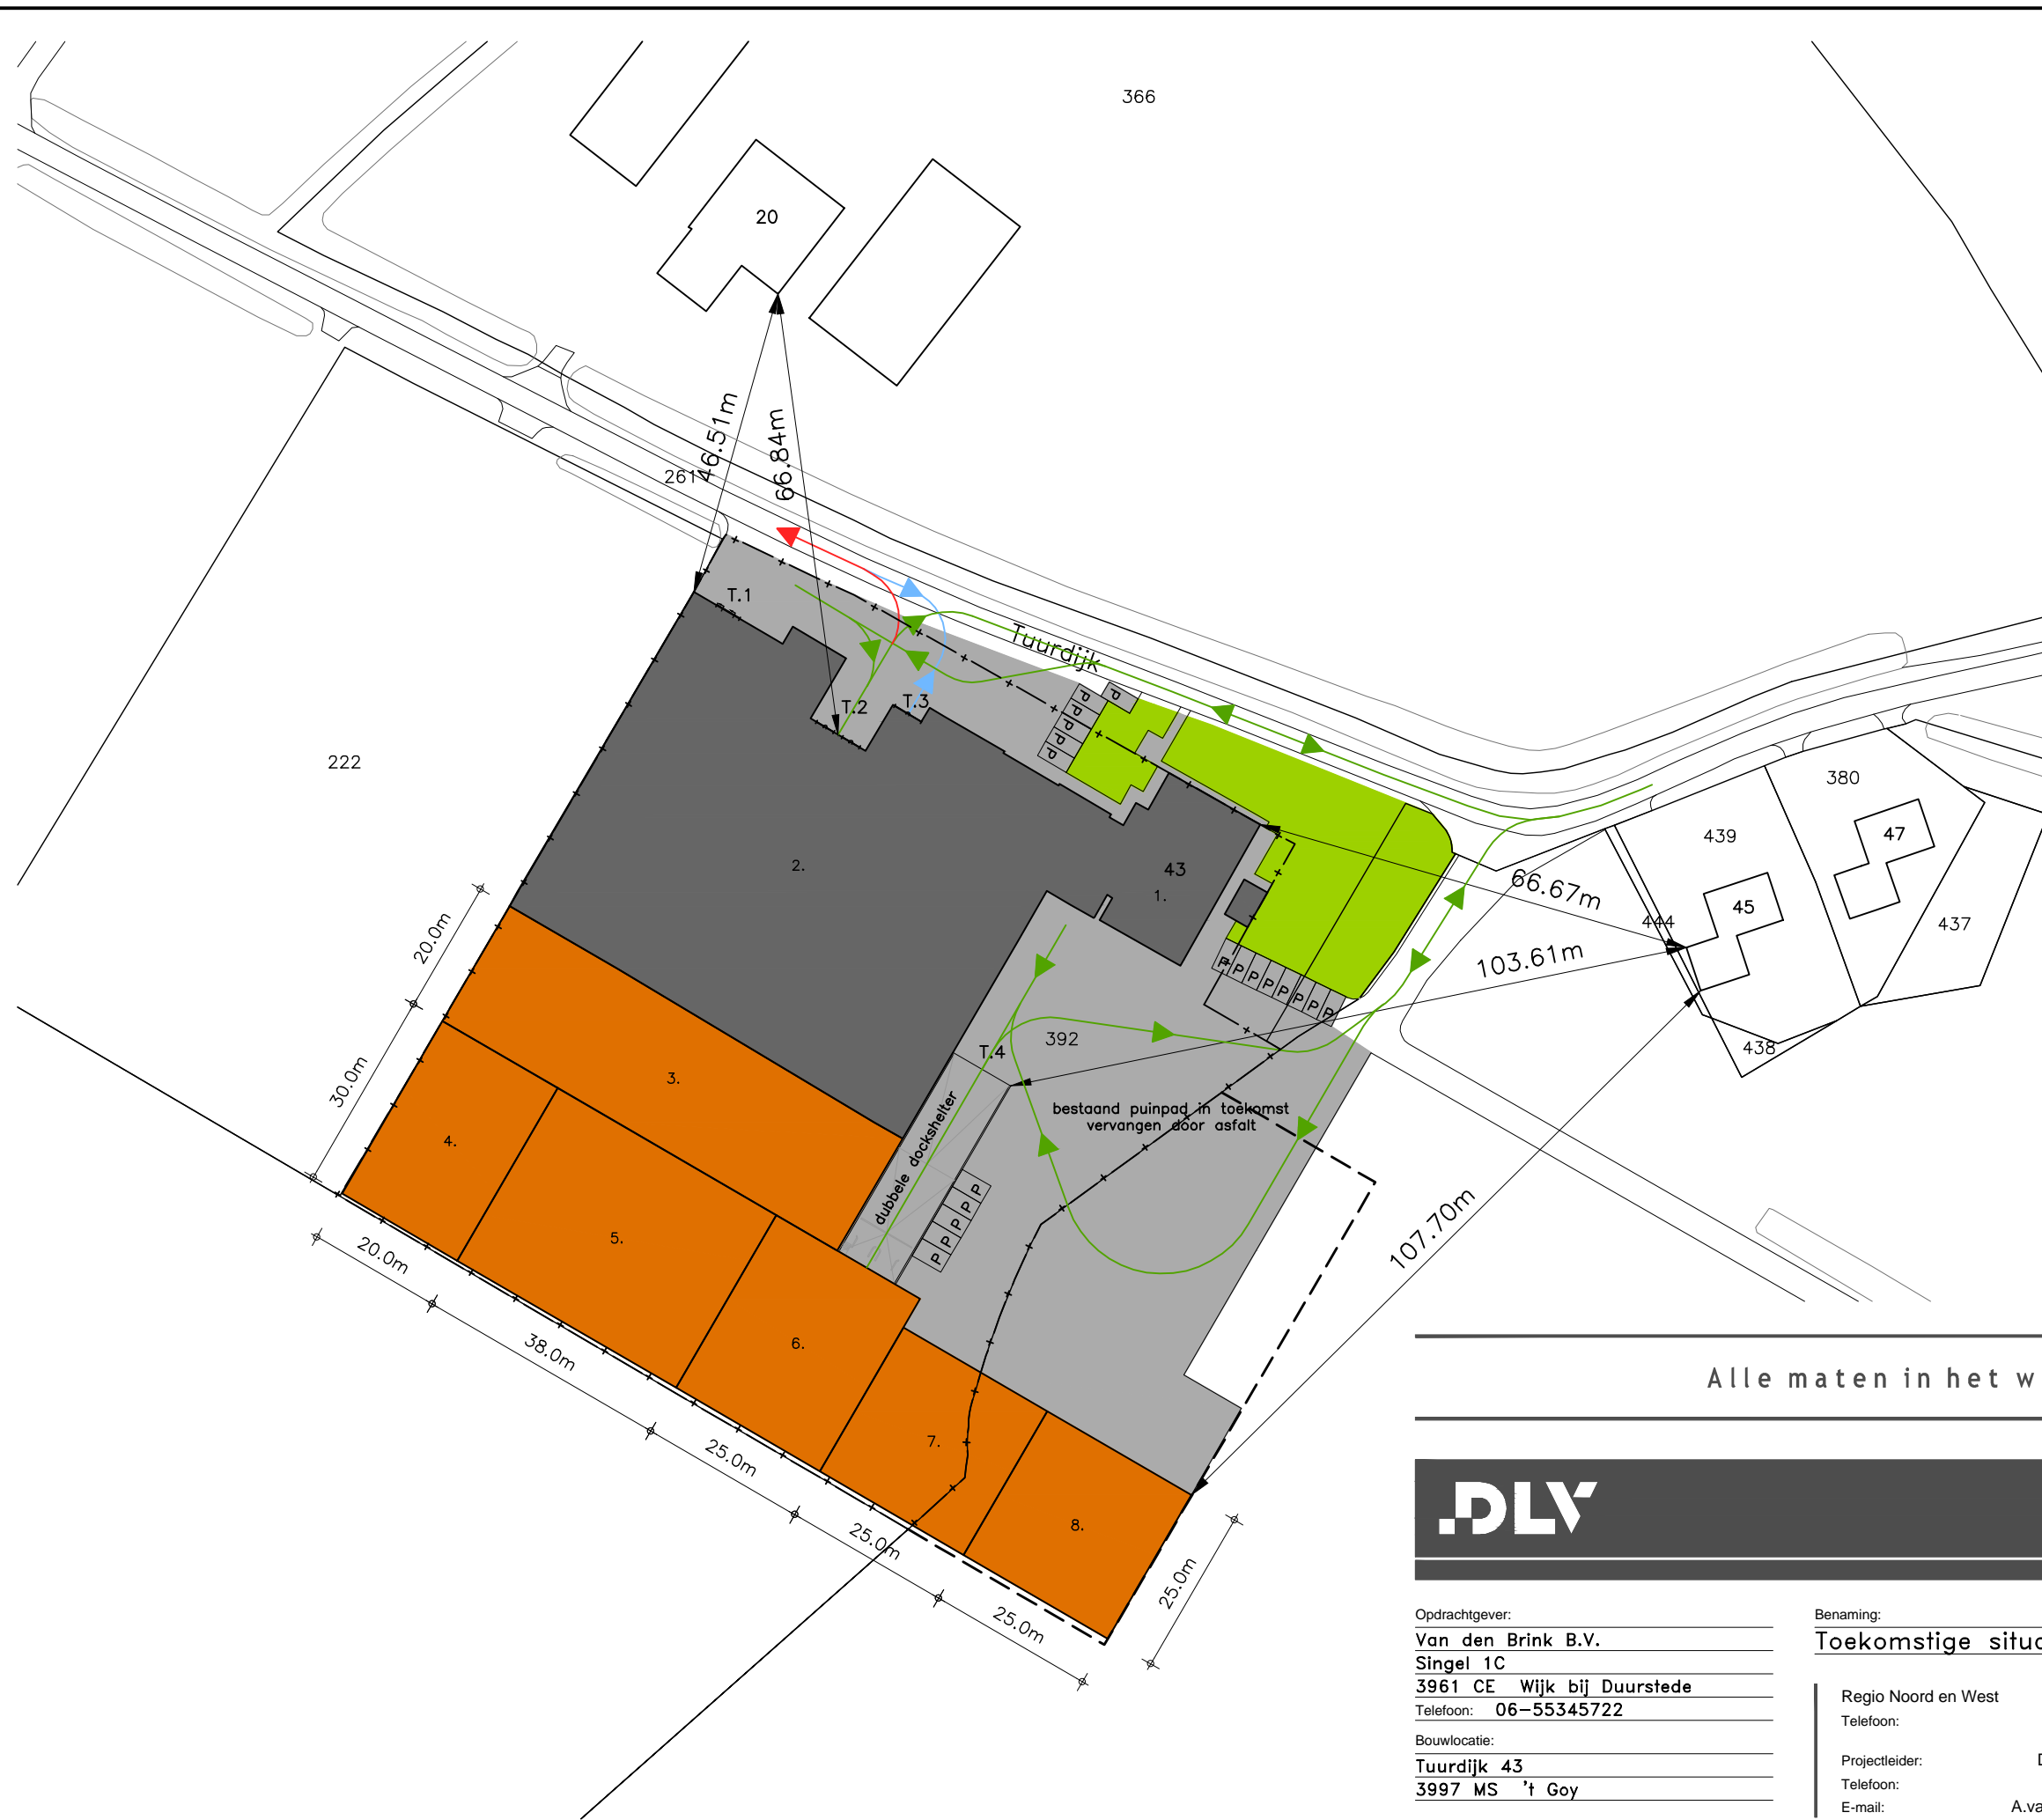 366
20
46.51m
66.84m
261
T.1
Tuurdijk
T.2
T.3
P
P
P
P
P
222
380
439
47
43
2.
1.
66.67m
444
45
437
20.0m
103.61m
P
P
P
P
P
P
P
P
392
T.4
438
3.
30.0m
bestaand puinpad in toekomst
vervangen door asfalt
4.
dubbele dockshelter
P
P
P
P
P
107.70m
5.
20.0m
6.
38.0m
Alle maten in het w
7.
25.0m
8.
25.0m
25.0m
25.0m
DLV
Opdrachtgever:
Van den Brink B.V.
Singel 1C
3961 CE Wijk bij Duurstede
Telefoon: 06-55345722
Bouwlocatie:
Tuurdijk 43
3997 MS 't Goy
Benaming:
Toekomstige situa
Regio Noord en West
Telefoon:
Projectleider: D
Telefoon:
E-mail: A.va